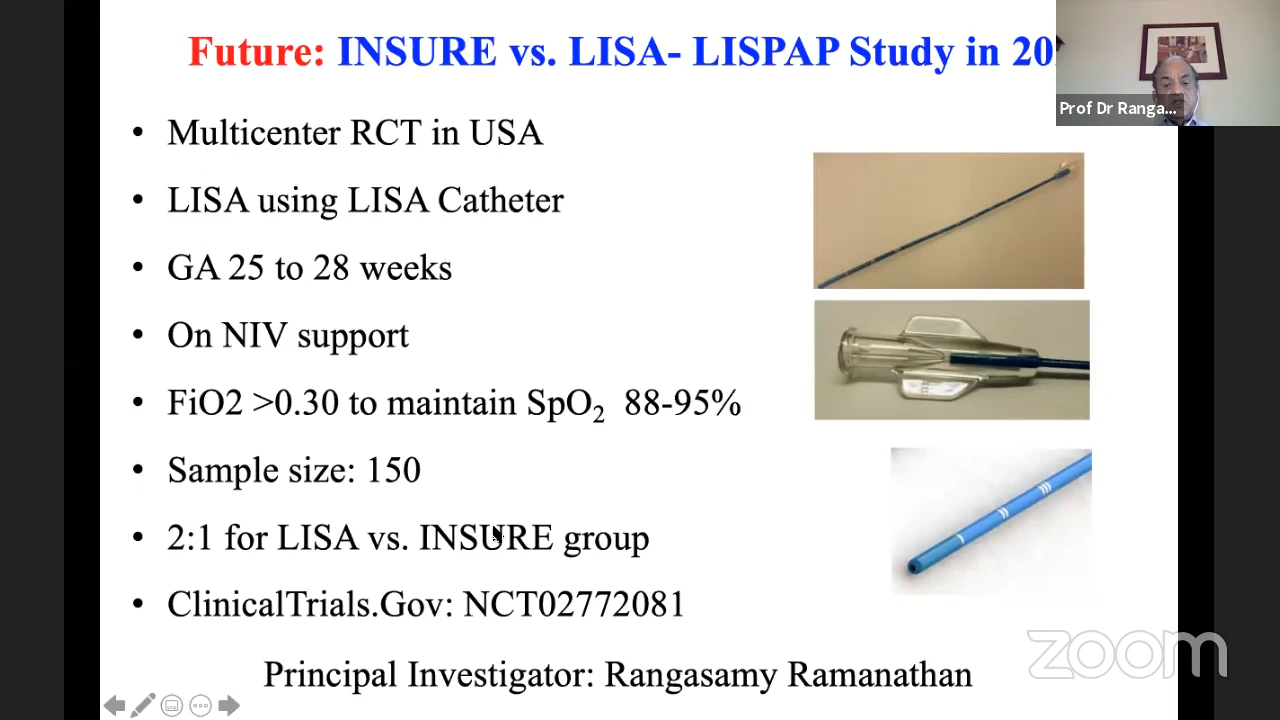 Future: INSURE vs. LISA- LISPAP Study in 20
Prof Dr Ranga...
• Multicenter RCT in USA
• LISA using LISA Catheter
• GA 25 to 28 weeks
• On NIV support
• FiO2 >0.30 to maintain SpO₂ 88-95%
• Sample size: 150
• 2:1 for LISA vs. INSURE group
• ClinicalTrials.Gov: NCT02772081
Principal Investigator: Rangasamy Ramanathan
zoom